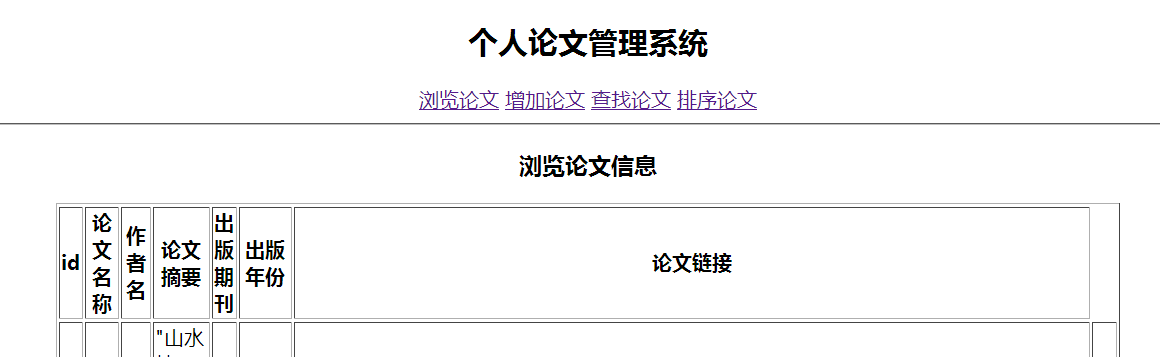 个人论文管理系统
浏览论文 增加论文 查找论文 排序论文
浏览论文信息
id 论文名称 作者名 论文摘要 出版期刊 出版年份 论文链接
"山水